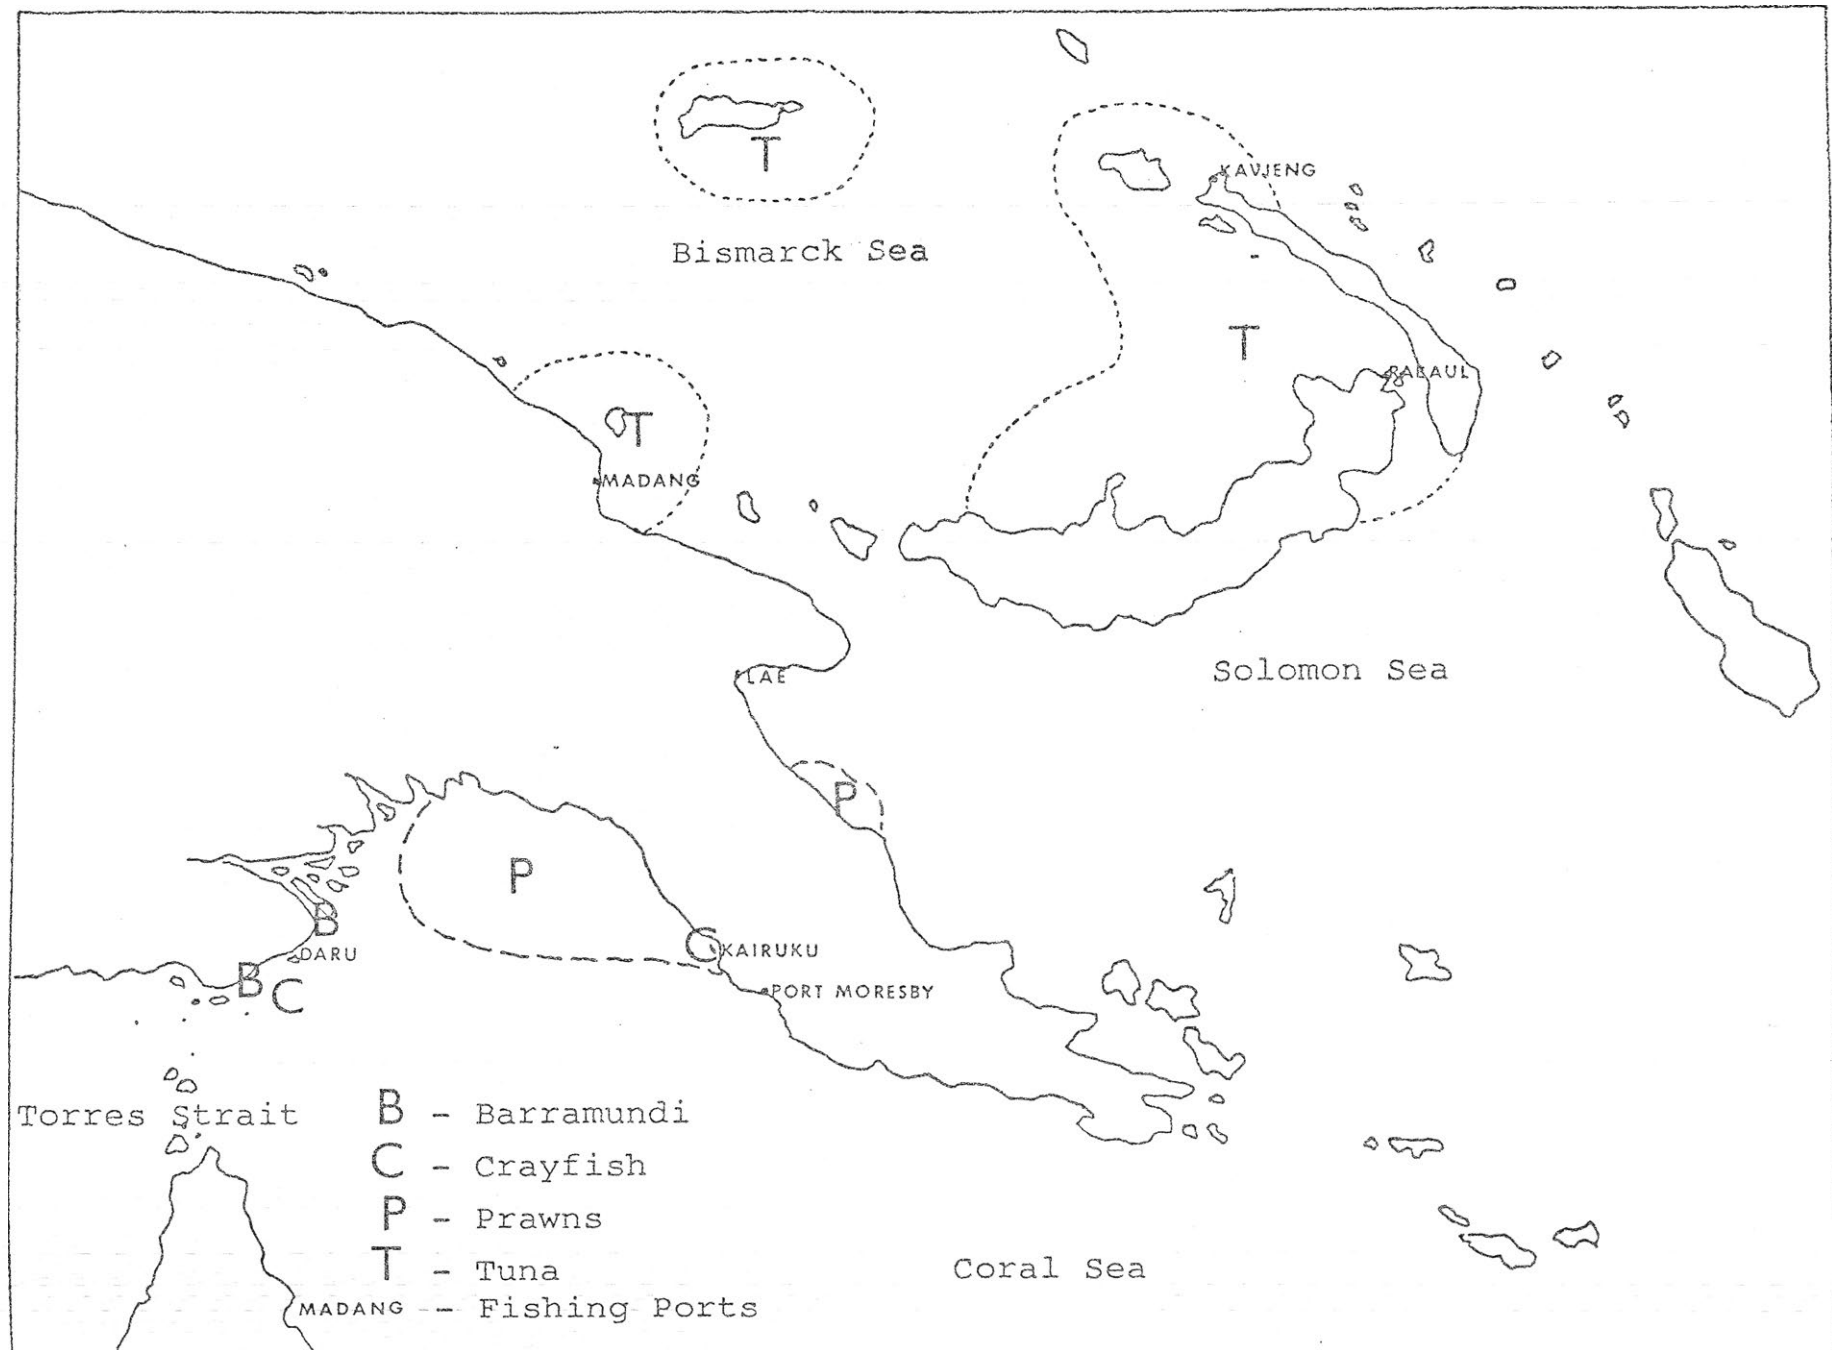 T
KAVIENG
Bismarck Sea
T
RABAUL
T
MADANG
Solomon Sea
LAE
P
P
B
C KAIRUKU
DARU
B
C
PORT MORESBY
Torres Strait
B - Barramundi
C - Crayfish
P - Prawns
T - Tuna
Coral Sea
MADANG -- Fishing Ports